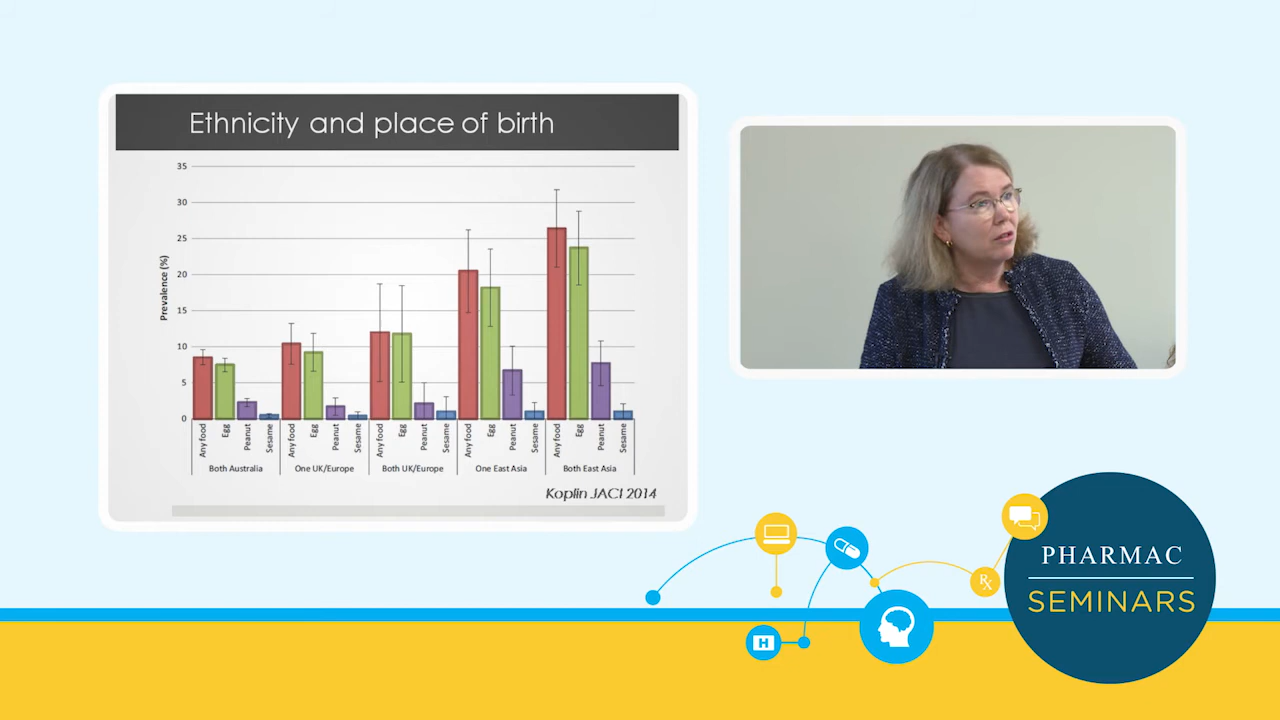 Ethnicity and place of birth
35
30
25
20
15
10
5
0
Prevalence (%)
Any food
Egg
Peanut
Sesame
Any food
Egg
Peanut
Sesame
Any food
Egg
Peanut
Sesame
Any food
Egg
Peanut
Sesame
Any food
Egg
Peanut
Sesame
Both Australia
One UK/Europe
Both UK/Europe
One East Asia
Both East Asia
Koplin JACI 2014
H
Rx
PHARMAC
SEMINARS